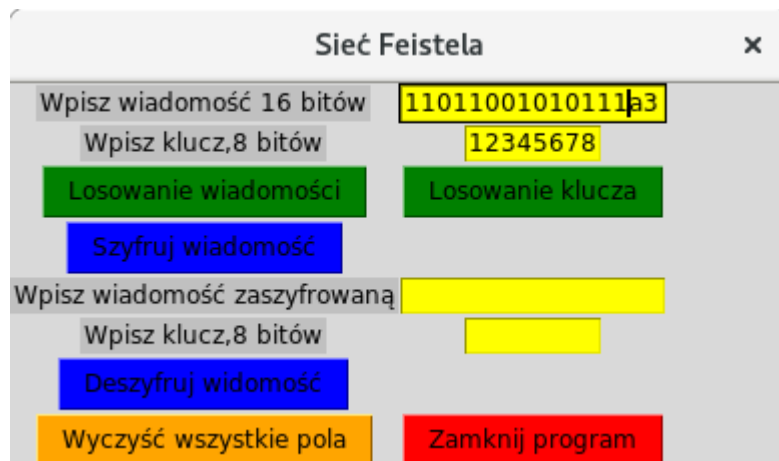 Sieć Feistela ×
Wpisz wiadomość 16 bitów 11011001010111a3
Wpisz klucz,8 bitów 12345678
Losowanie wiadomości Losowanie klucza
Szyfruj wiadomość
Wpisz wiadomość zaszyfrowaną
Wpisz klucz,8 bitów
Deszyfruj widomość
Wyczyść wszystkie pola Zamknij program